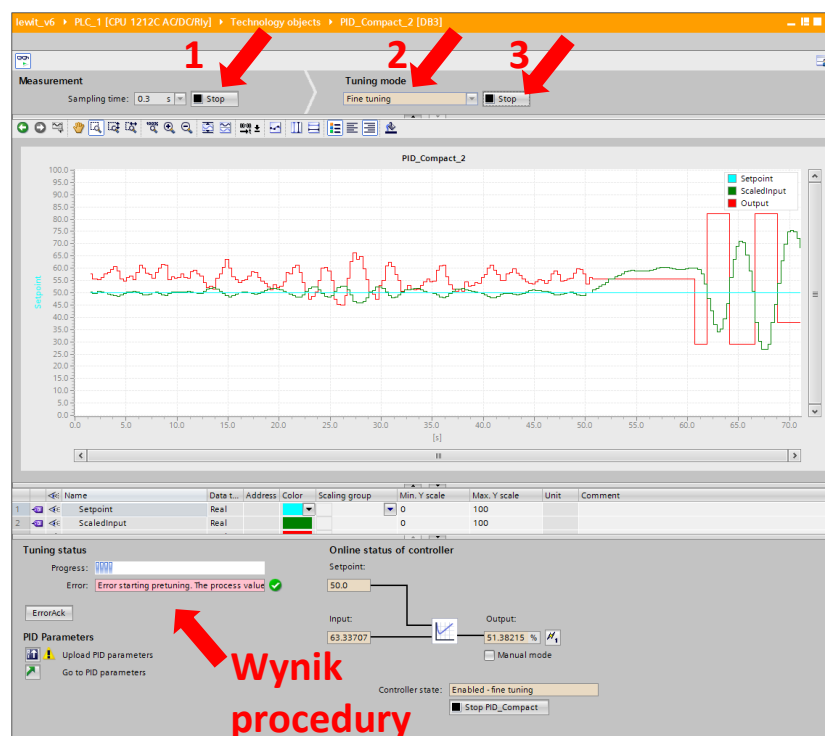 lewit_v6 ▸ PLC_1 [CPU 1212C AC/DC/Rly] ▸ Technology objects ▸ PID_Compact_2 [DB3]
1 2 3
Measurement Tuning mode
Sampling time: 0.3 s Stop Fine tuning Stop
PID_Compact_2
Setpoint
ScaledInput
Output
Setpoint
100.0
95.0
90.0
85.0
80.0
75.0
70.0
65.0
60.0
55.0
50.0
45.0
40.0
35.0
30.0
25.0
20.0
15.0
10.0
5.0
0.0
0.0 5.0 10.0 15.0 20.0 25.0 30.0 35.0 40.0 45.0 50.0 55.0 60.0 65.0 70.0
[s]
Name Data t... Address Color Scaling group Min. Y scale Max. Y scale Unit Comment
1 Setpoint Real 0 100
2 ScaledInput Real 0 100
Tuning status Online status of controller
Progress: Setpoint:
Error: Error starting pretuning. The process value 50.0
ErrorAck
Input: Output:
63.33707 51.38215 %
Manual mode
PID Parameters
Upload PID parameters
Go to PID parameters
Wynik
procedury
Controller state: Enabled - fine tuning
Stop PID_Compact